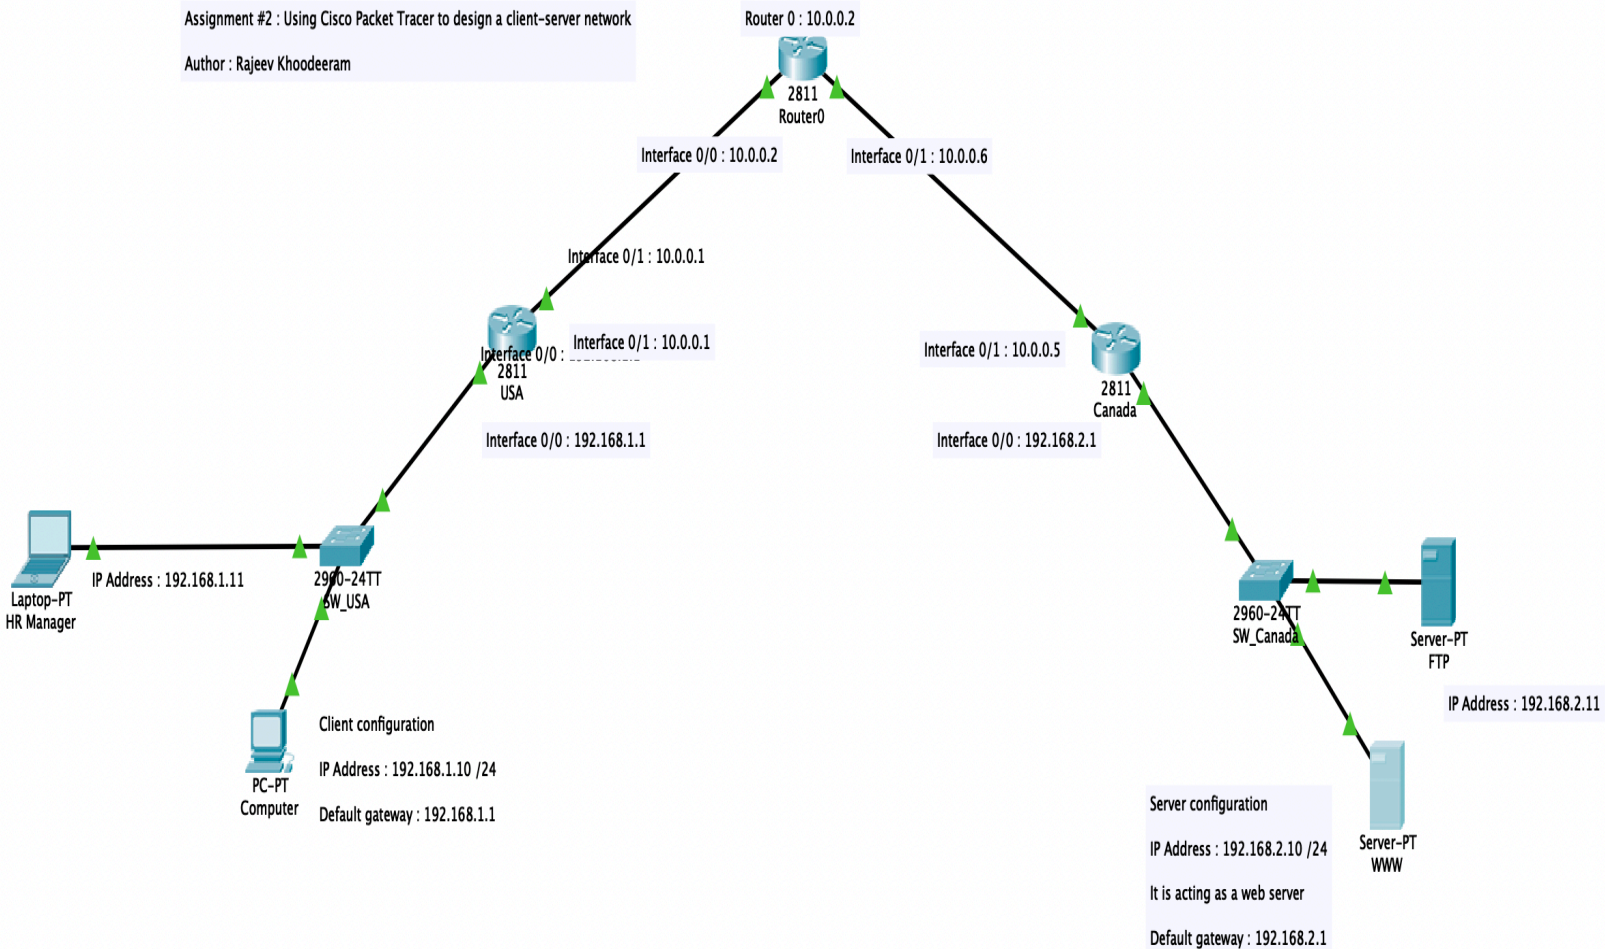 Assignment #2 : Using Cisco Packet Tracer to design a client-server network
Author : Rajeev Khoodeeram
Router 0 : 10.0.0.2
2811
Router0
Interface 0/0 : 10.0.0.2
Interface 0/1 : 10.0.0.6
Interface 0/1 : 10.0.0.1
Interface 0/1 : 10.0.0.1
Interface 0/0 :
2811
USA
Interface 0/0 : 192.168.1.1
Interface 0/1 : 10.0.0.5
2811
Canada
Interface 0/0 : 192.168.2.1
Laptop-PT
HR Manager
IP Address : 192.168.1.11
2960-24TT
SW_USA
2960-24TT
SW_Canada
Server-PT
FTP
IP Address : 192.168.2.11
PC-PT
Computer
Client configuration
IP Address : 192.168.1.10 /24
Default gateway : 192.168.1.1
Server-PT
WWW
Server configuration
IP Address : 192.168.2.10 /24
It is acting as a web server
Default gateway : 192.168.2.1